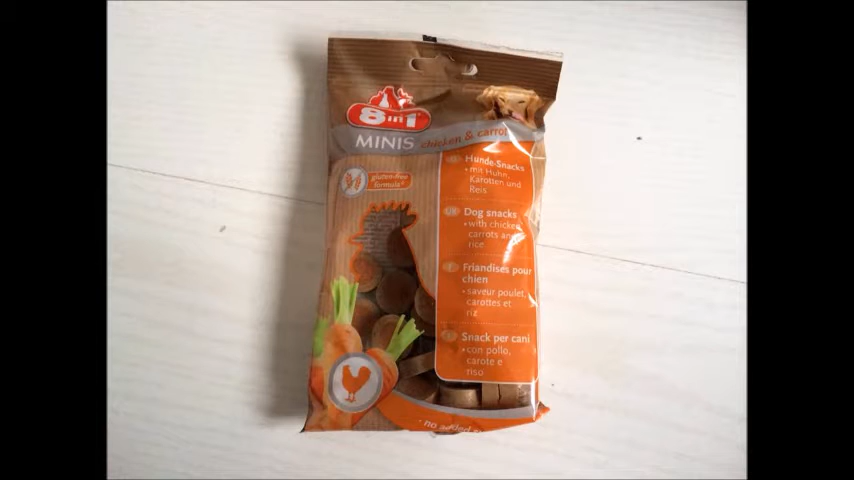 8in1
MINIS chicken & carrot
gluten-free
formula
Hunde-Snacks
• mit Huhn,
Karotten und
Reis
UK Dog snacks
• with chicken,
carrots and
rice
F Friandises pour
chien
• saveur poulet,
carottes et
riz
Snack per cani
• con pollo,
carote e
riso
• no added